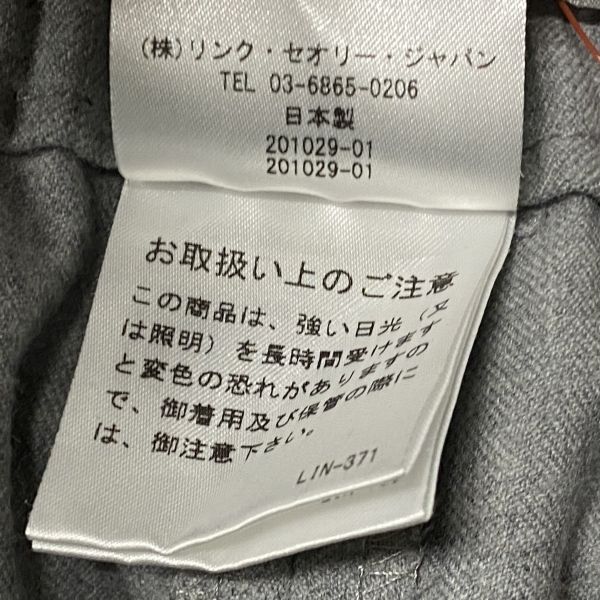 (株)リンク・セオリー・ジャパン
TEL 03-6865-0206
日本製
201029-01
201029-01
お取扱い上のご注意
この商品は、強い日光(又
は照明)を長時間受けます
と変色の恐れがありますの
で、御着用及び保管の際に
は、御注意下さい。
LIN-371